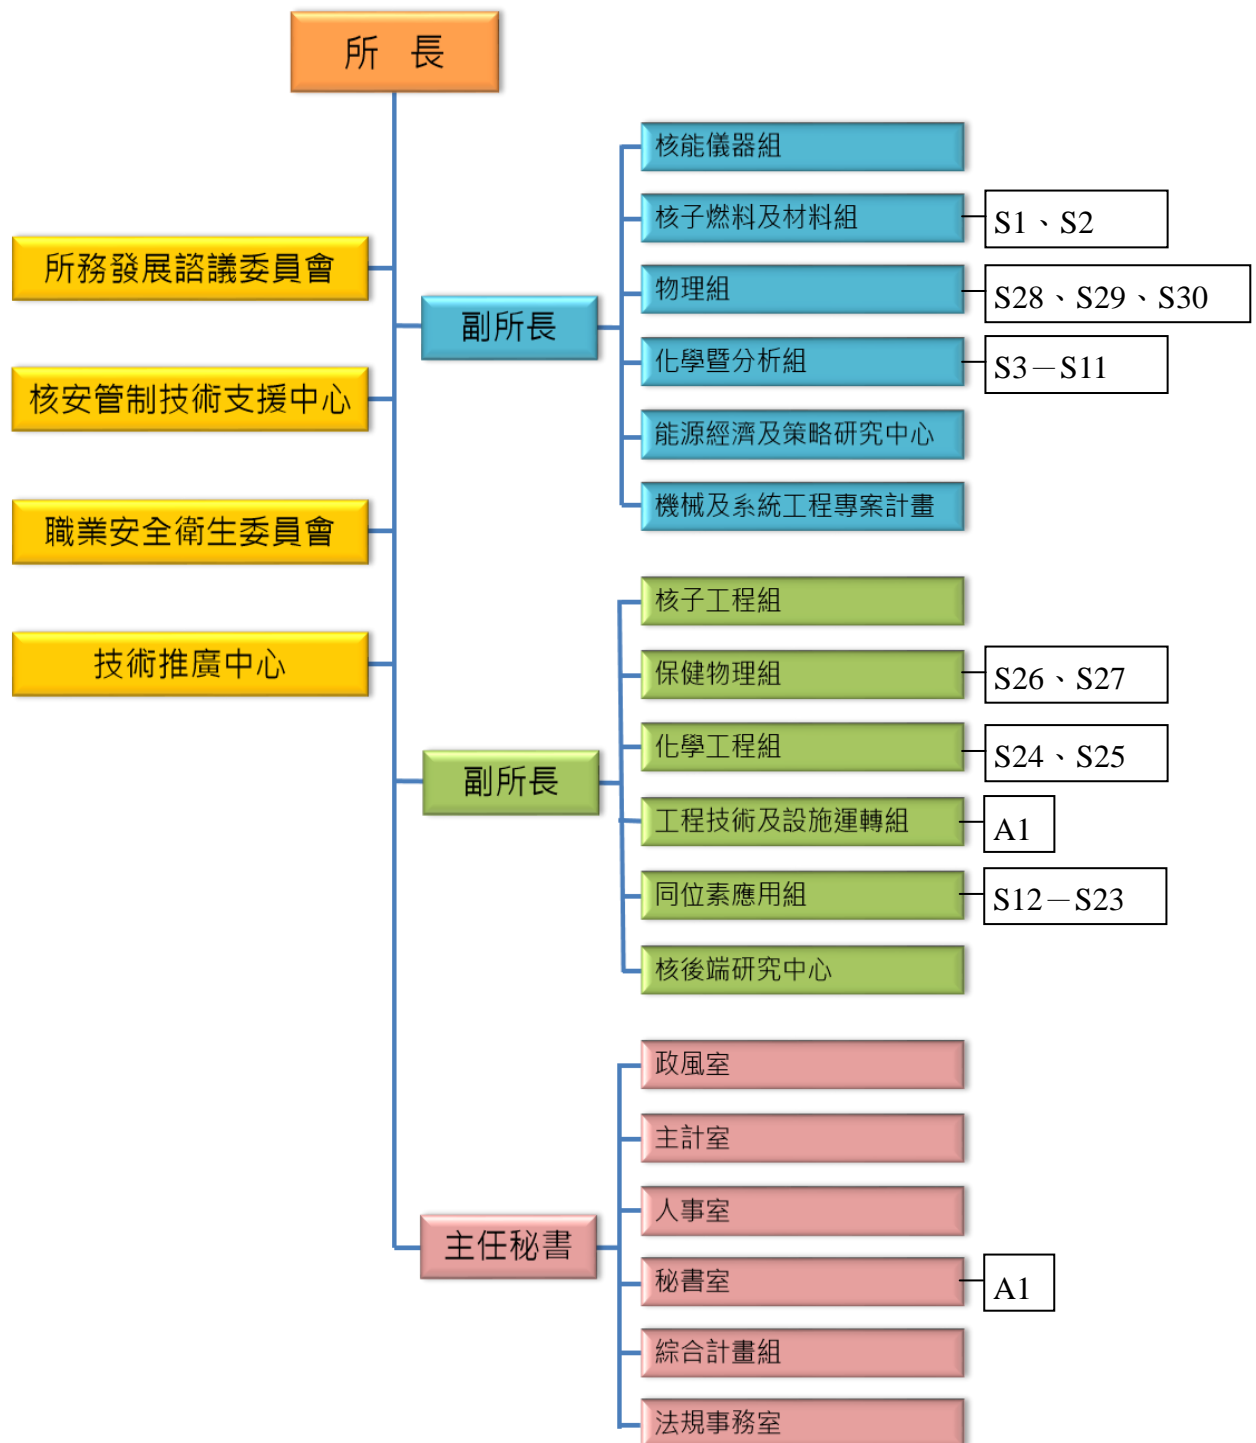 所 長
所務發展諮議委員會
核安管制技術支援中心
職業安全衛生委員會
技術推廣中心
副所長
核能儀器組
核子燃料及材料組
S1、S2
物理組
S28、S29、S30
化學暨分析組
S3－S11
能源經濟及策略研究中心
機械及系統工程專案計畫
副所長
核子工程組
保健物理組
S26、S27
化學工程組
S24、S25
工程技術及設施運轉組
A1
同位素應用組
S12－S23
核後端研究中心
主任秘書
政風室
主計室
人事室
秘書室
A1
綜合計畫組
法規事務室